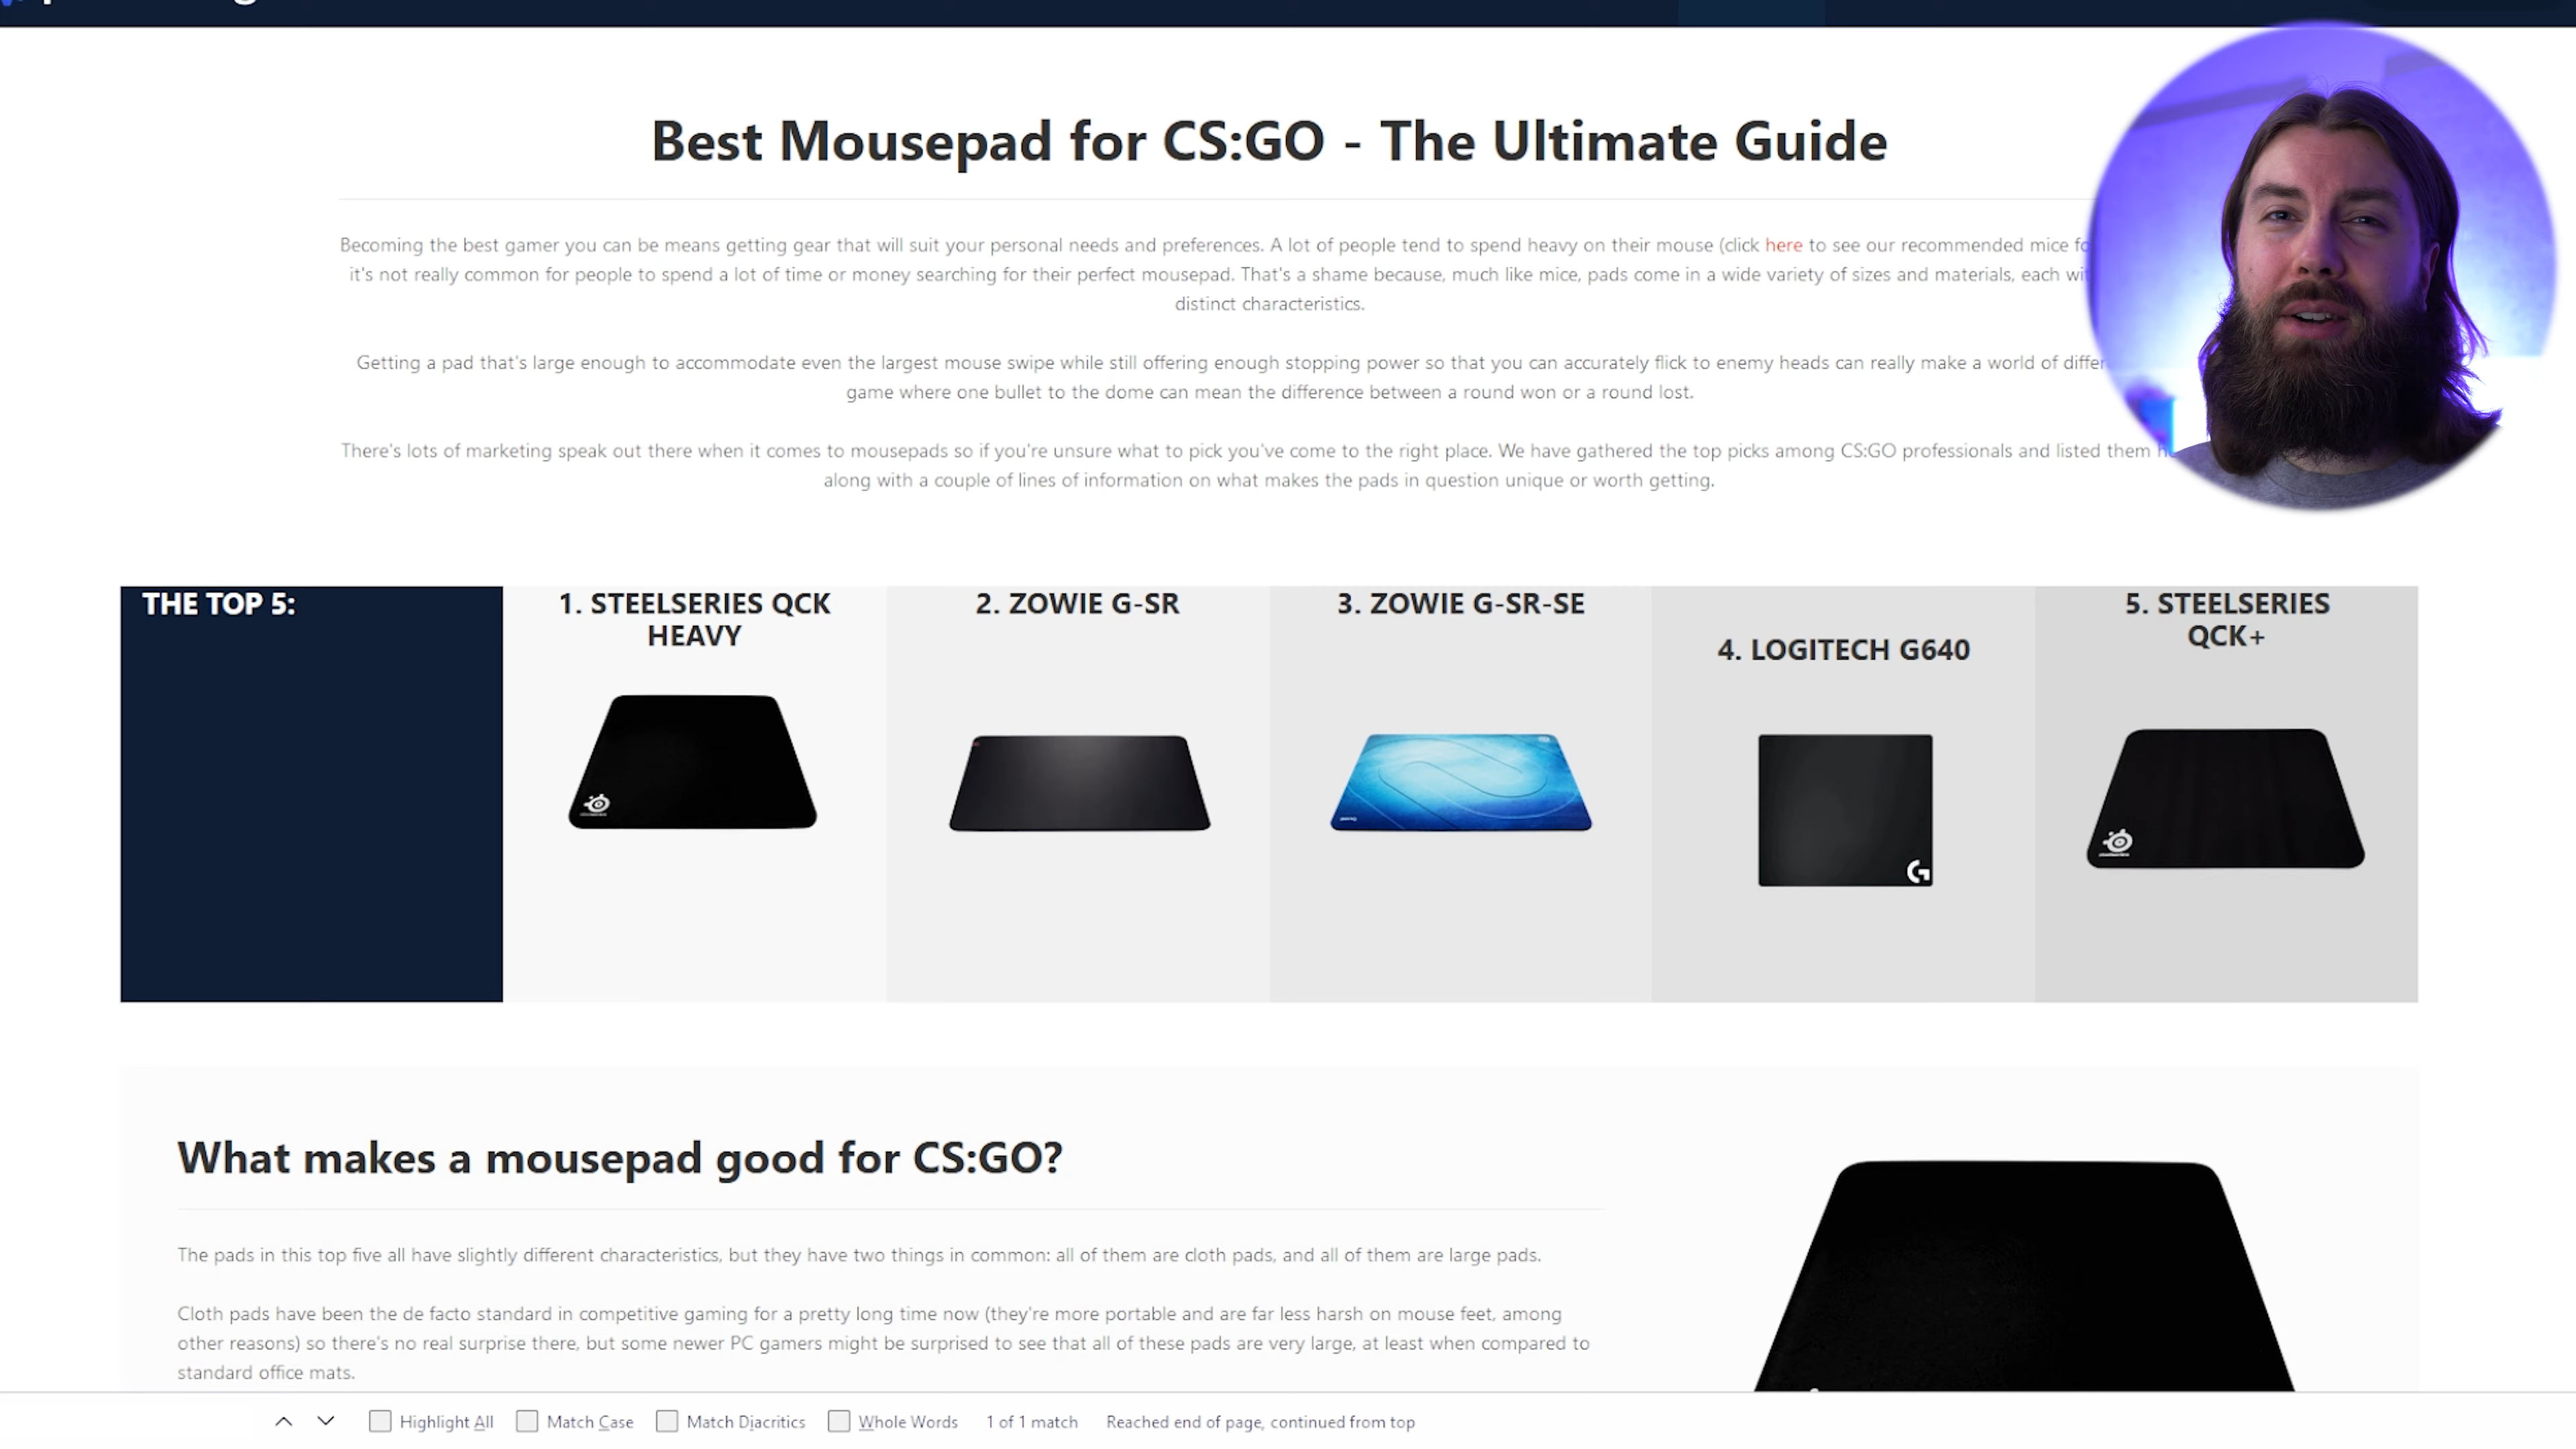 Best Mousepad for CS:GO - The Ultimate Guide
Becoming the best gamer you can be means getting gear that will suit your personal needs and preferences. A lot of people tend to spend heavy on their mouse (click here to see our recommended mice
it's not really common for people to spend a lot of time or money searching for their perfect mousepad. That's a shame because, much like mice, pads come in a wide variety of sizes and materials, each
distinct characteristics.
Getting a pad that's large enough to accommodate even the largest mouse swipe while still offering enough stopping power so that you can accurately flick to enemy heads can really make a world of
game where one bullet to the dome can mean the difference between a round won or a round lost.
There's lots of marketing speak out there when it comes to mousepads so if you're unsure what to pick you've come to the right place. We have gathered the top picks among CS:GO professionals and listed them
along with a couple of lines of information on what makes the pads in question unique or worth getting.
THE TOP 5:
1. STEELSERIES QCK
HEAVY
2. ZOWIE G-SR
3. ZOWIE G-SR-SE
4. LOGITECH G640
5. STEELSERIES
QCK+
What makes a mousepad good for CS:GO?
The pads in this top five all have slightly different characteristics, but they have two things in common: all of them are cloth pads, and all of them are large pads.
Cloth pads have been the de facto standard in competitive gaming for a pretty long time now (they're more portable and are far less harsh on mouse feet, among
other reasons) so there's no real surprise there, but some newer PC gamers might be surprised to see that all of these pads are very large, at least when compared to
standard office mats.
Highlight All Match Case Match Diacritics Whole Words 1 of 1 match Reached end of page, continued from top